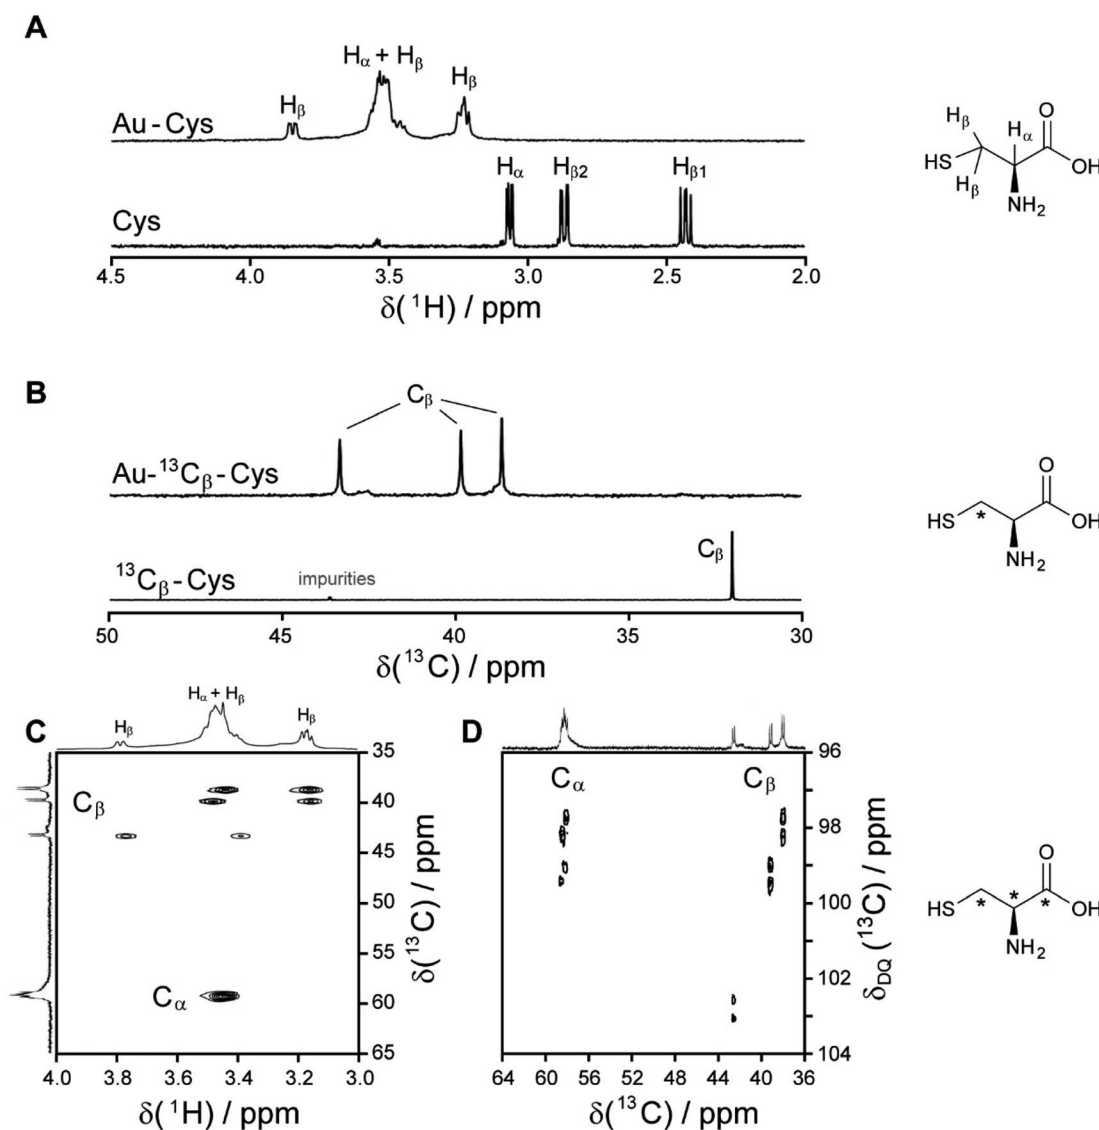 A
Hα + Hβ
Hβ
Hβ
Au-Cys
Hα
Hβ2
Hβ1
Cys
4.5 4.0 3.5 3.0 2.5 2.0
δ(¹H) / ppm
Hβ
Hα
O
HS
Hβ
OH
NH₂
B
Cβ
Au-¹³Cβ-Cys
Cβ
¹³Cβ-Cys
impurities
50 45 40 35 30
δ(¹³C) / ppm
O
HS
*
OH
NH₂
C
Hβ
Hα + Hβ
Hβ
Cβ
Cα
35
40
45
50
55
60
65
δ(¹³C) / ppm
4.0 3.8 3.6 3.4 3.2 3.0
δ(¹H) / ppm
D
Cα
Cβ
96
98
100
102
104
δDQ(¹³C) / ppm
64 60 56 52 48 44 40 36
δ(¹³C) / ppm
O
HS
* * *
OH
NH₂